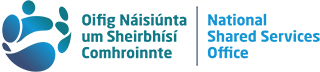 Oifig Náisiúnta
um Sheirbhísí
Comhroinnte
National
Shared Services
Office